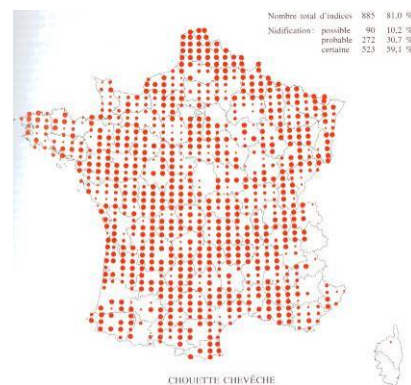 Nombre total d'indices 885 81,0 %
Nidification: possible 90 10,2 %
probable 272 30,7 %
certaine 523 59,1 %
CHOUETTE CHEVÊCHE